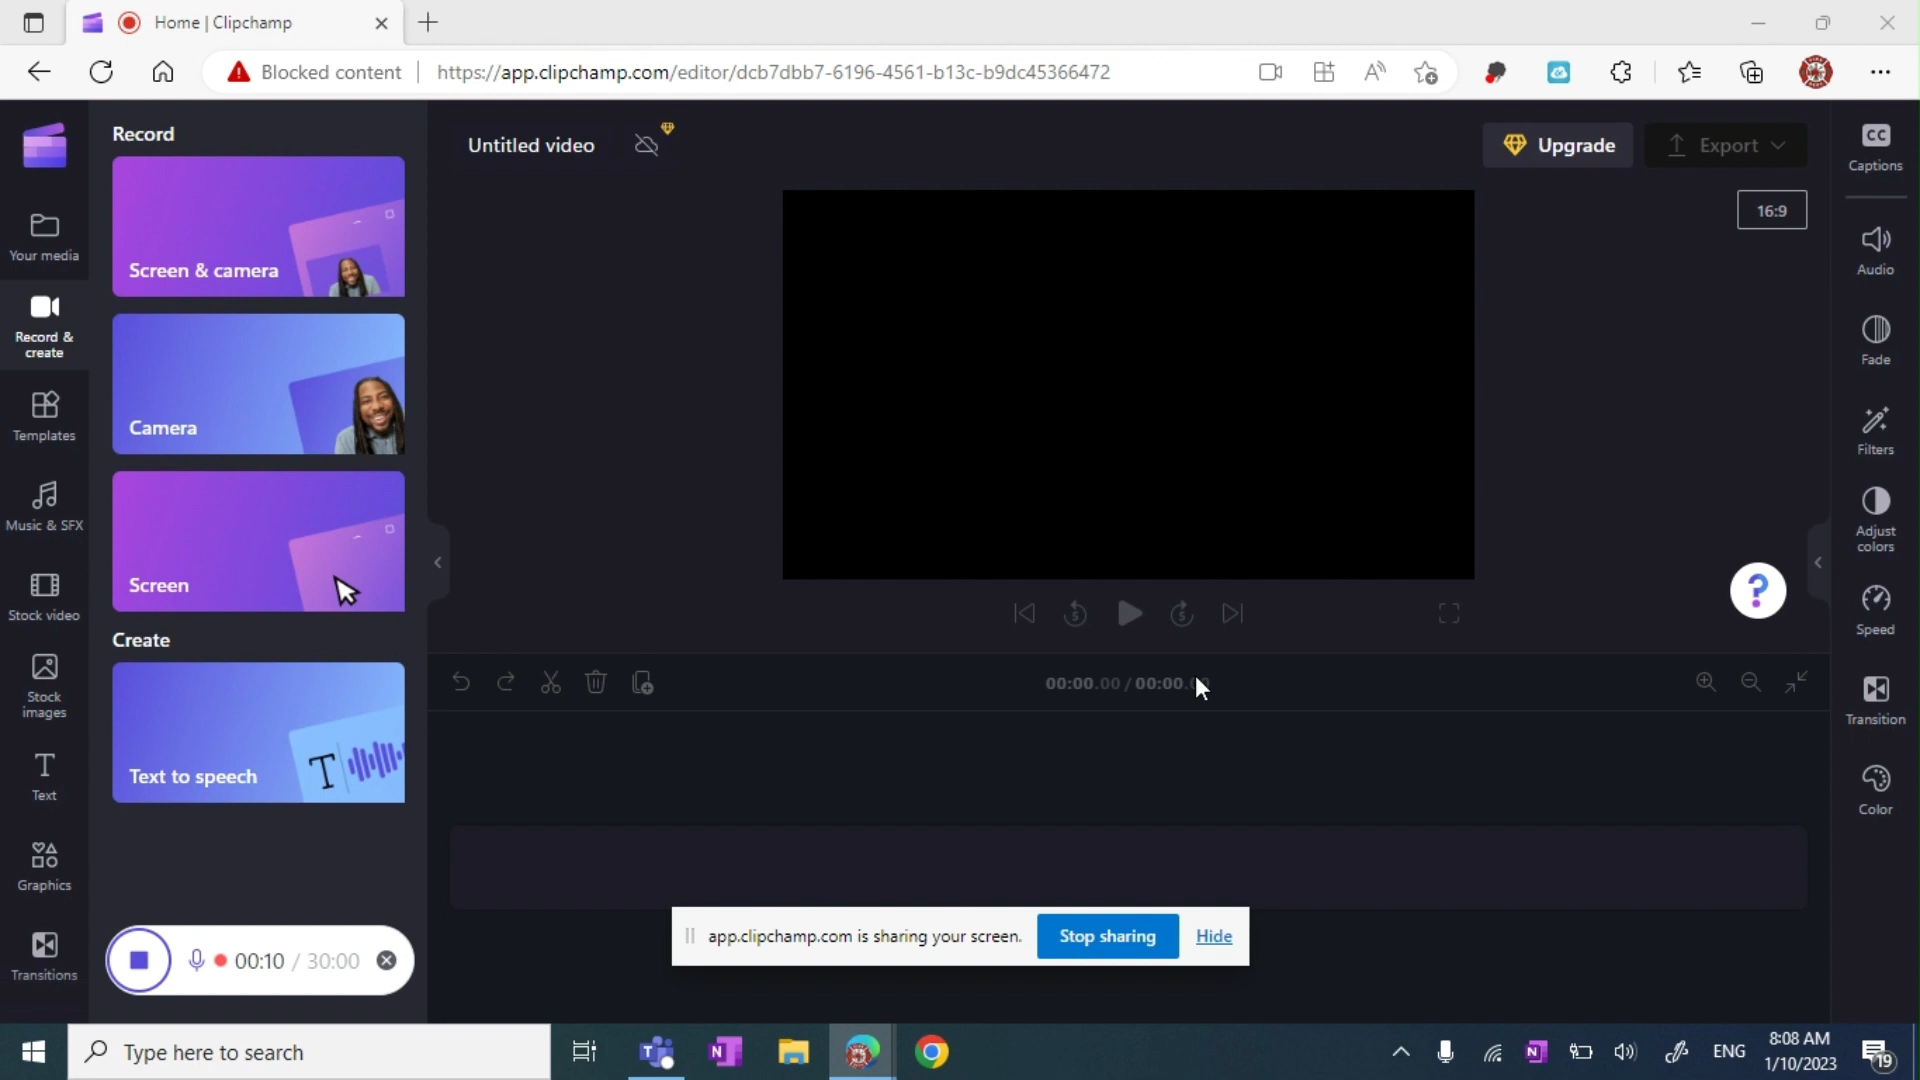 Home | Clipchamp
Blocked content
https://app.clipchamp.com/editor/dcb7dbb7-6196-4561-b13c-b9dc45366472
Your media
Record &
create
Templates
Music & SFX
Stock video
Stock
images
Text
Graphics
Transitions
Record
Screen & camera
Camera
Screen
Create
Text to speech
00:10 / 30:00
Untitled video
Upgrade
Export
16:9
5
5
?
00:00.00 / 00:00.
app.clipchamp.com is sharing your screen.
Stop sharing
Hide
CC
Captions
Audio
Fade
Filters
Adjust
colors
Speed
Transition
Color
Type here to search
ENG
8:08 AM
1/10/2023
19